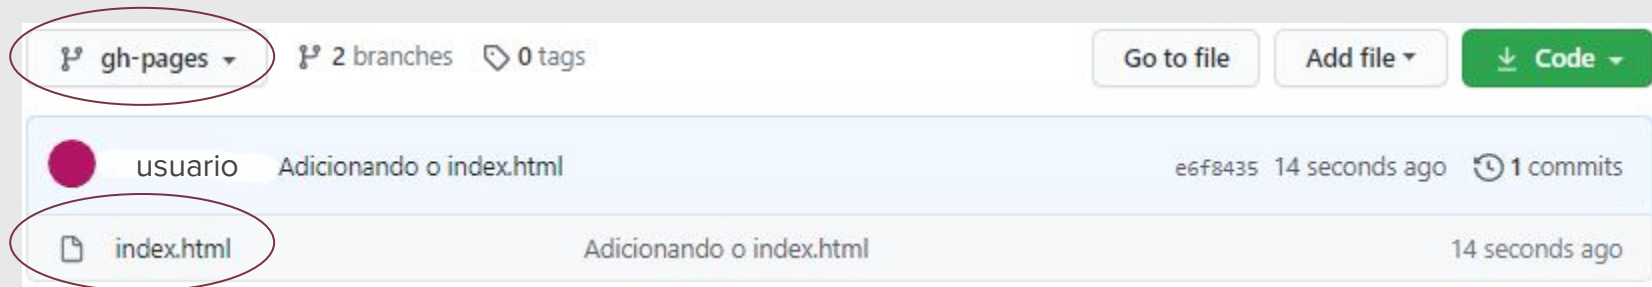 gh-pages 2 branches 0 tags Go to file Add file Code
usuario Adicionando o index.html e6f8435 14 seconds ago 1 commits
index.html Adicionando o index.html 14 seconds ago